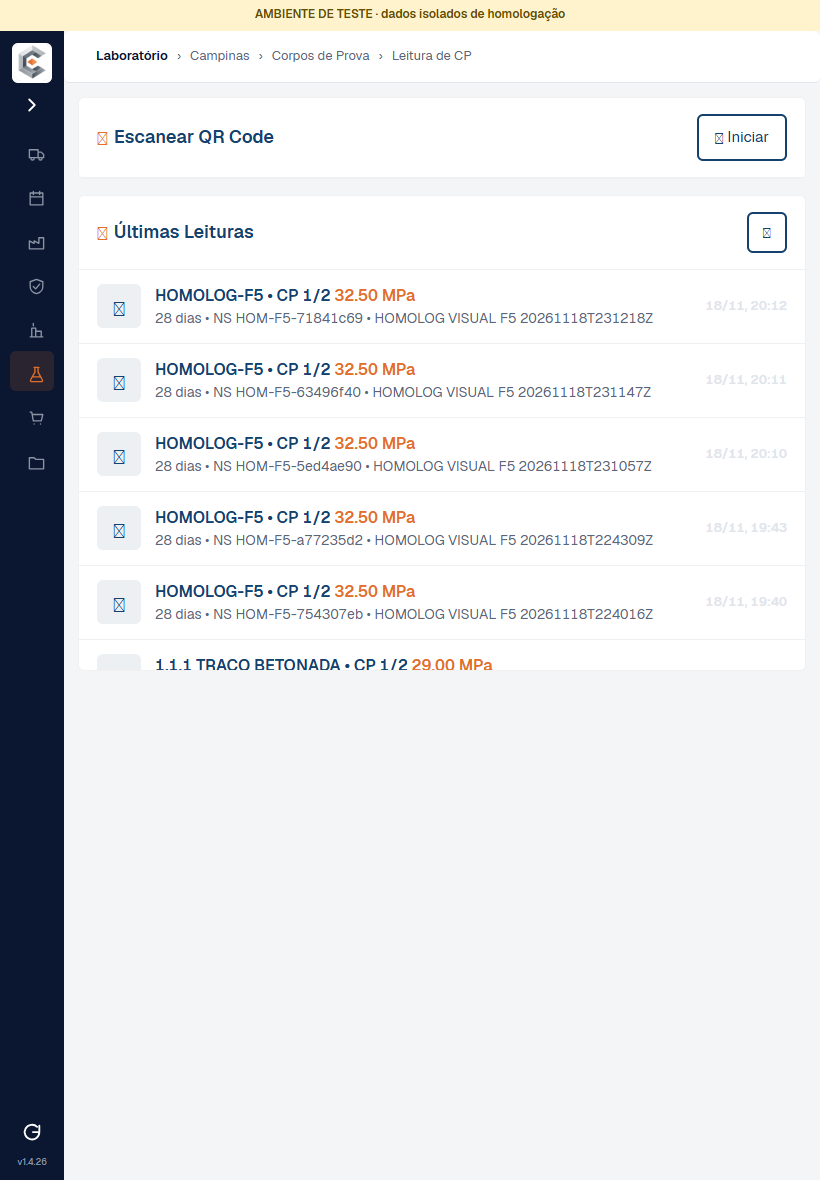 AMBIENTE DE TESTE · dados isolados de homologação
Laboratório › Campinas › Corpos de Prova › Leitura de CP
Escanear QR Code
Iniciar
Últimas Leituras
HOMOLOG-F5 • CP 1/2 32.50 MPa
28 dias • NS HOM-F5-71841c69 • HOMOLOG VISUAL F5 20261118T231218Z
18/11, 20:12
HOMOLOG-F5 • CP 1/2 32.50 MPa
28 dias • NS HOM-F5-63496f40 • HOMOLOG VISUAL F5 20261118T231147Z
18/11, 20:11
HOMOLOG-F5 • CP 1/2 32.50 MPa
28 dias • NS HOM-F5-5ed4ae90 • HOMOLOG VISUAL F5 20261118T231057Z
18/11, 20:10
HOMOLOG-F5 • CP 1/2 32.50 MPa
28 dias • NS HOM-F5-a77235d2 • HOMOLOG VISUAL F5 20261118T224309Z
18/11, 19:43
HOMOLOG-F5 • CP 1/2 32.50 MPa
28 dias • NS HOM-F5-754307eb • HOMOLOG VISUAL F5 20261118T224016Z
18/11, 19:40
1.1.1 TRAÇO BETONADA • CP 1/2 29.00 MPa
v1.4.26